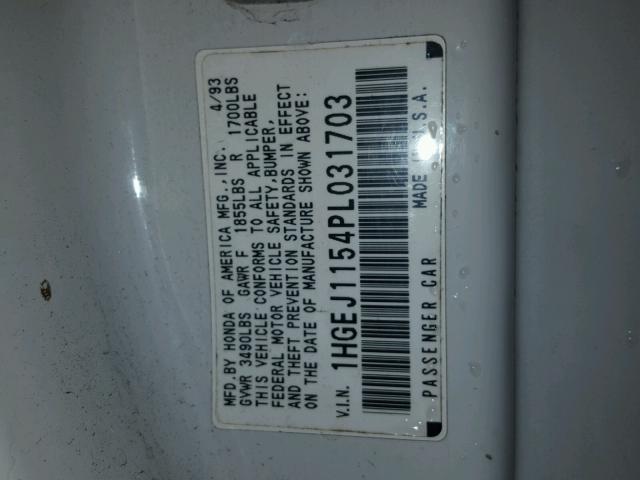 MFD.BY HONDA OF AMERICA MFG., INC. 4/93
GVWR 3490LBS GAWR F 1855LBS R 1700LBS
THIS VEHICLE CONFORMS TO ALL APPLICABLE
FEDERAL MOTOR VEHICLE SAFETY,BUMPER,
AND THEFT PREVENTION STANDARDS IN EFFECT
ON THE DATE OF MANUFACTURE SHOWN ABOVE:
V.I.N. 1HGEJ1154PL031703
PASSENGER CAR MADE IN U.S.A.